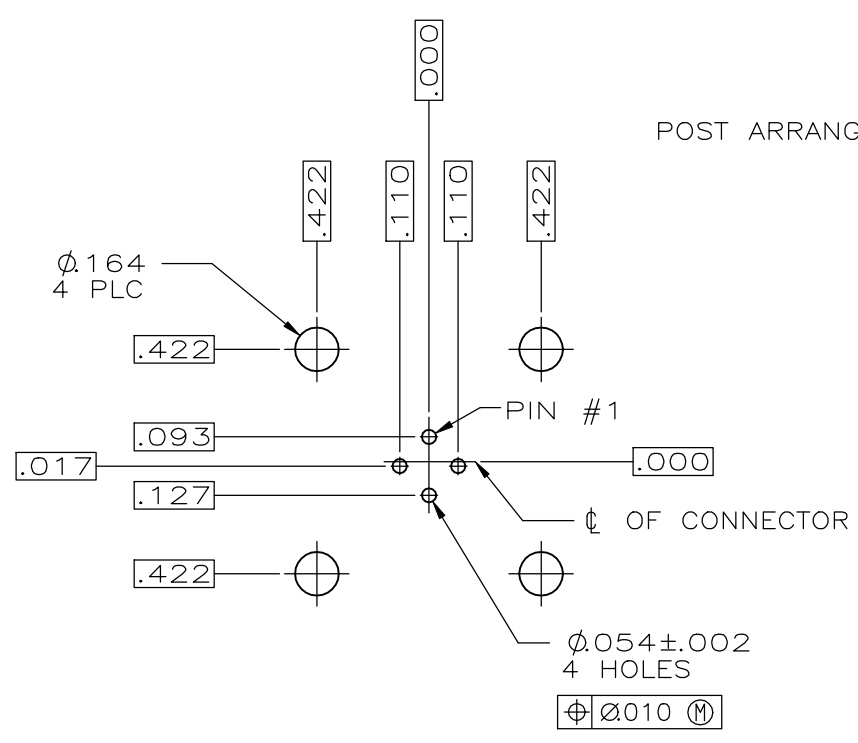 .000
POST ARRANG
.422
.110
.110
.422
Ø.164
4 PLC
.422
PIN #1
.093
.017
.000
.127
℄ OF CONNECTOR
.422
Ø.054±.002
4 HOLES
⌖ Ø.010 Ⓜ